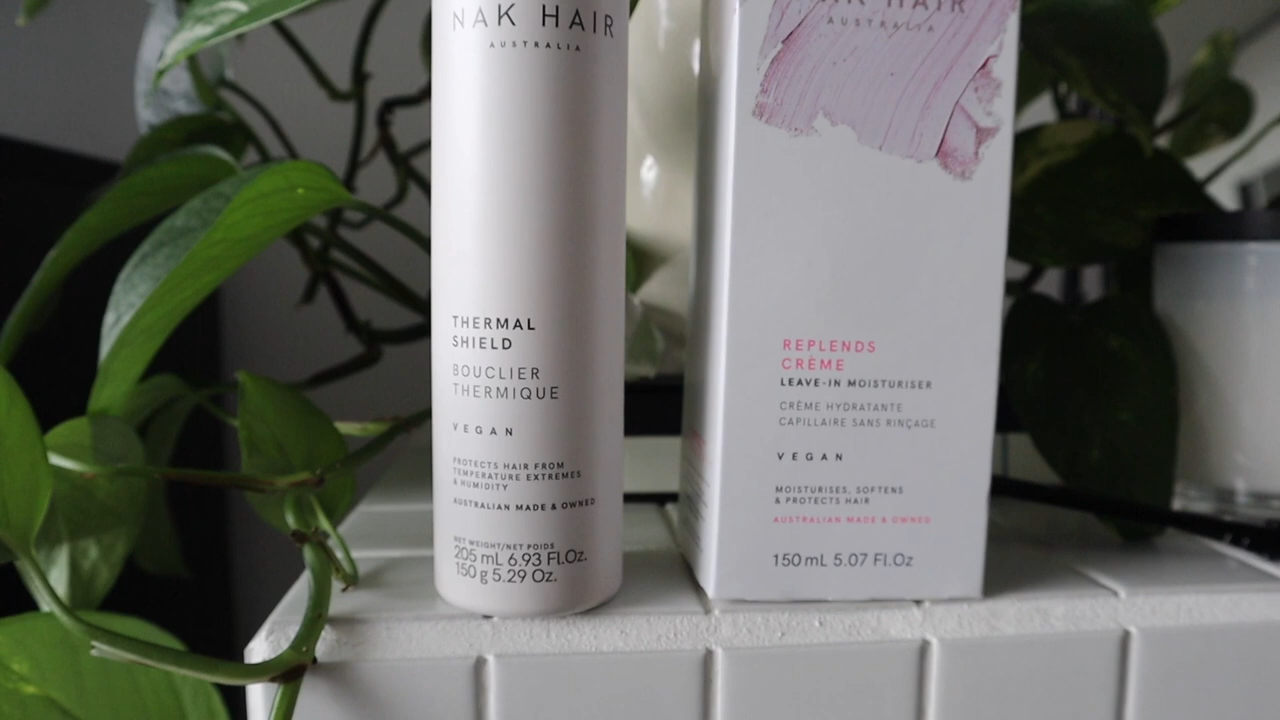 NAK HAIR
AUSTRALIA
THERMAL
SHIELD
BOUCLIER
THERMIQUE
VEGAN
PROTECTS HAIR FROM
TEMPERATURE EXTREMES
& HUMIDITY
AUSTRALIAN MADE & OWNED
NET WEIGHT/NET POIDS
205 mL 6.93 Fl.Oz.
150 g 5.29 Oz.
NAK HAIR
AUSTRALIA
REPLENDS
CRÈME
LEAVE-IN MOISTURISER
CRÈME HYDRATANTE
CAPILLAIRE SANS RINÇAGE
VEGAN
MOISTURISES, SOFTENS
& PROTECTS HAIR
AUSTRALIAN MADE & OWNED
150 mL 5.07 Fl.Oz